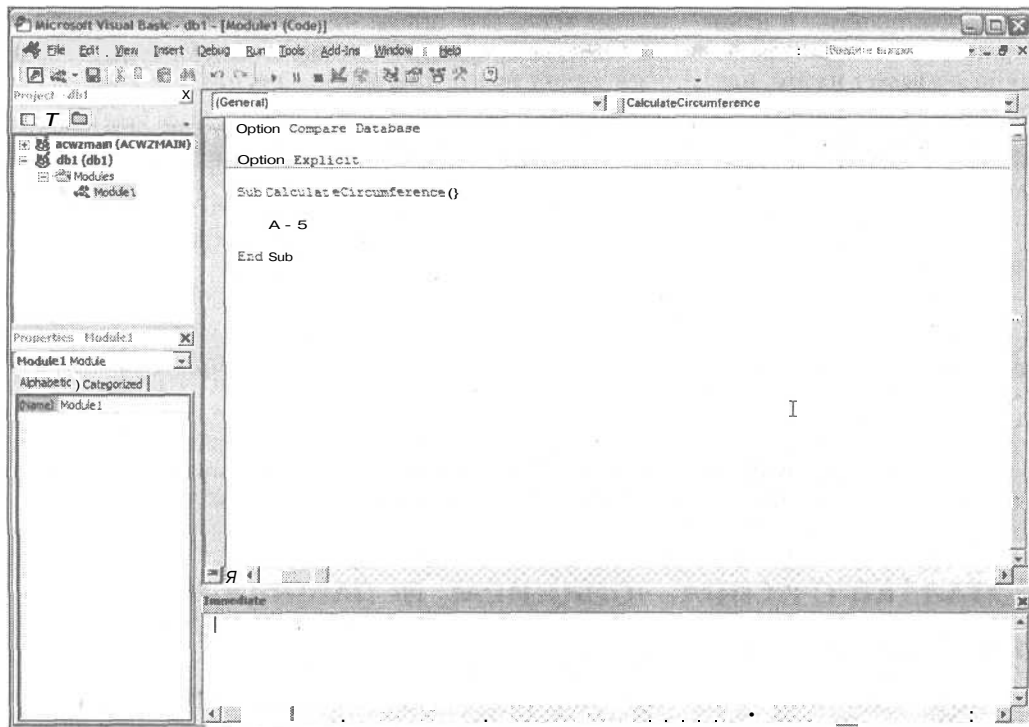 Microsoft Visual Basic - db1 - [Module1 (Code)]
File Edit View Insert Debug Run Tools Add-Ins Window Help
Project - db1
X
T
acwzmain (ACWZMAIN)
db1 (db1)
Modules
Module1
Properties Module1
Module1 Module
Alphabetic ) Categorized
(Name) Module1
(General)
CalculateCircumference
Option Compare Database
Option Explicit
Sub CalculateCircumference(}
A - 5
End Sub
Я
Immediate